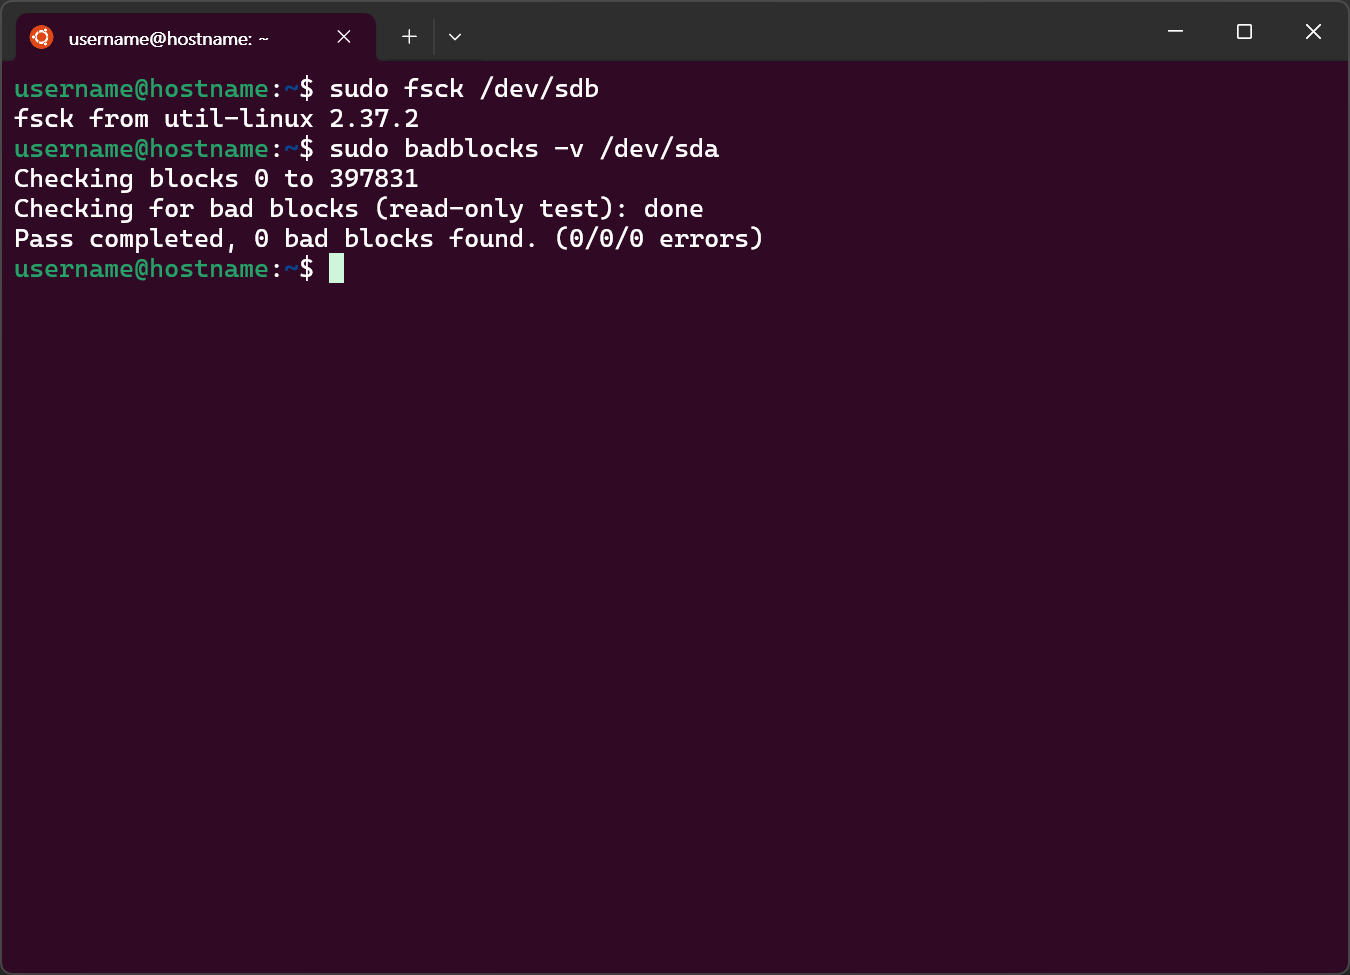 username@hostname: ~
username@hostname:~$ sudo fsck /dev/sdb
fsck from util-linux 2.37.2
username@hostname:~$ sudo badblocks -v /dev/sda
Checking blocks 0 to 397831
Checking for bad blocks (read-only test): done
Pass completed, 0 bad blocks found. (0/0/0 errors)
username@hostname:~$